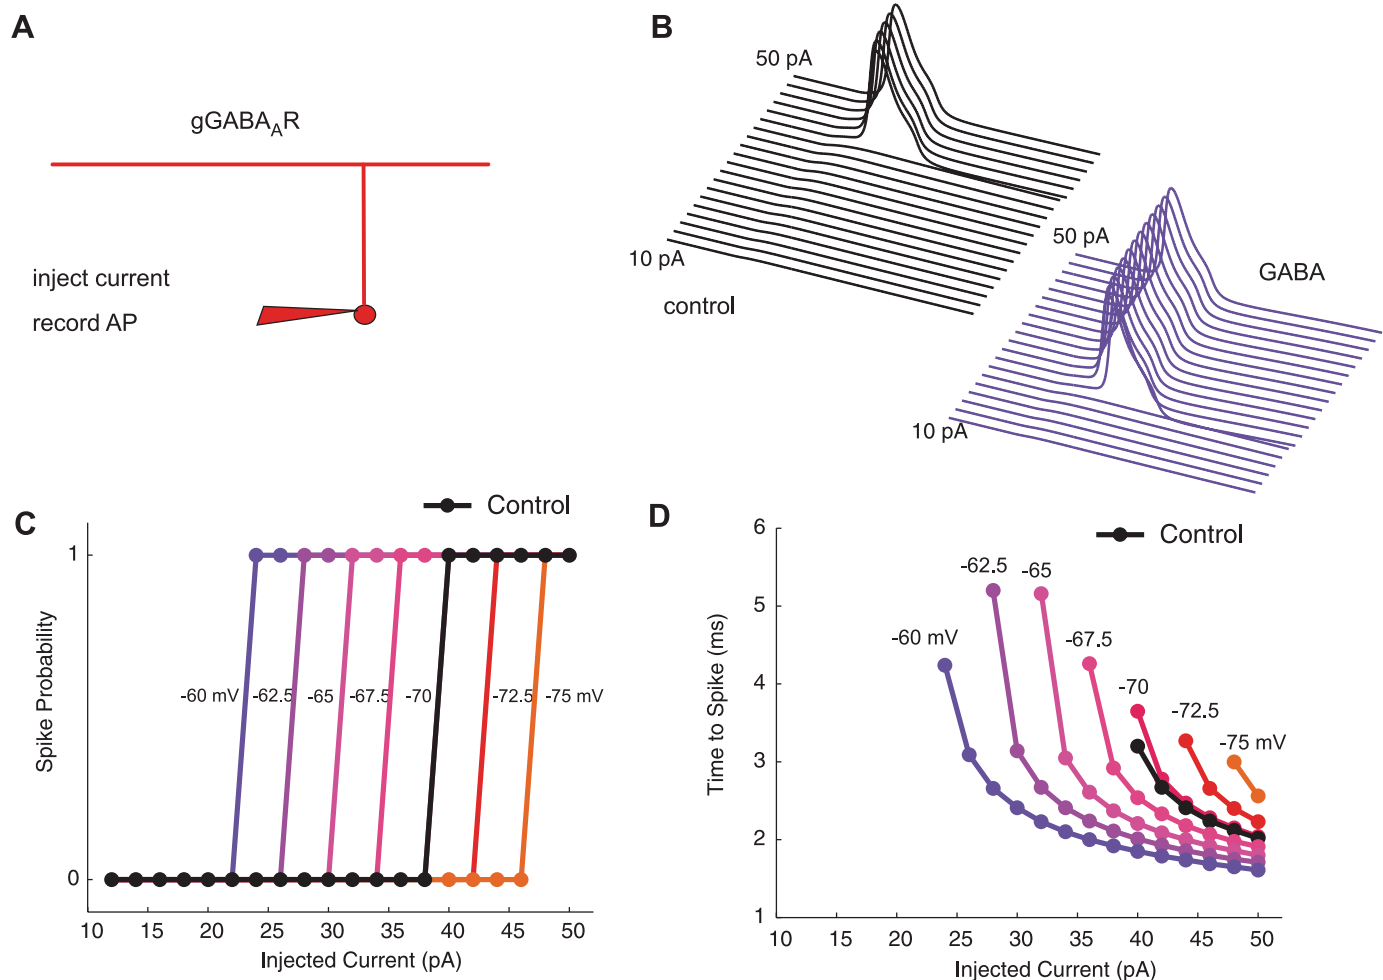 A
gGABA_AR
inject current
record AP
B
50 pA
10 pA
control
50 pA
10 pA
GABA
C
Control
1
0
Spike Probability
-60 mV
-62.5
-65
-67.5
-70
-72.5
-75 mV
10 15 20 25 30 35 40 45 50
Injected Current (pA)
D
Control
6
5
4
3
2
1
Time to Spike (ms)
-60 mV
-62.5
-65
-67.5
-70
-72.5
-75 mV
10 15 20 25 30 35 40 45 50
Injected Current (pA)